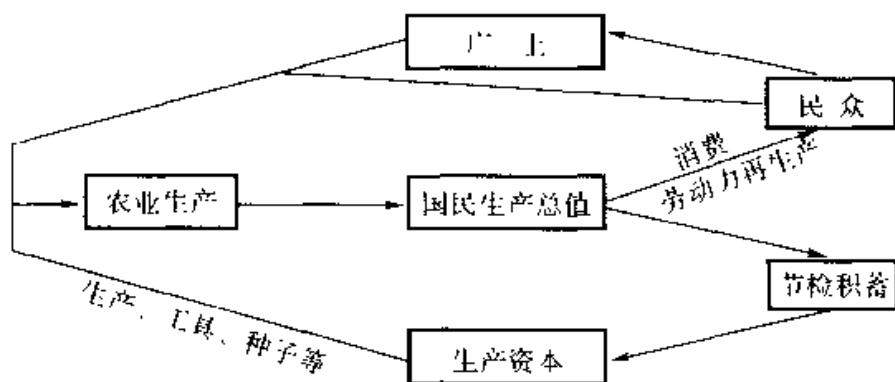 民众
消费
劳动力再生产
农业生产
国民生产总值
节检积蓄
生产、工具、种子等
生产资本